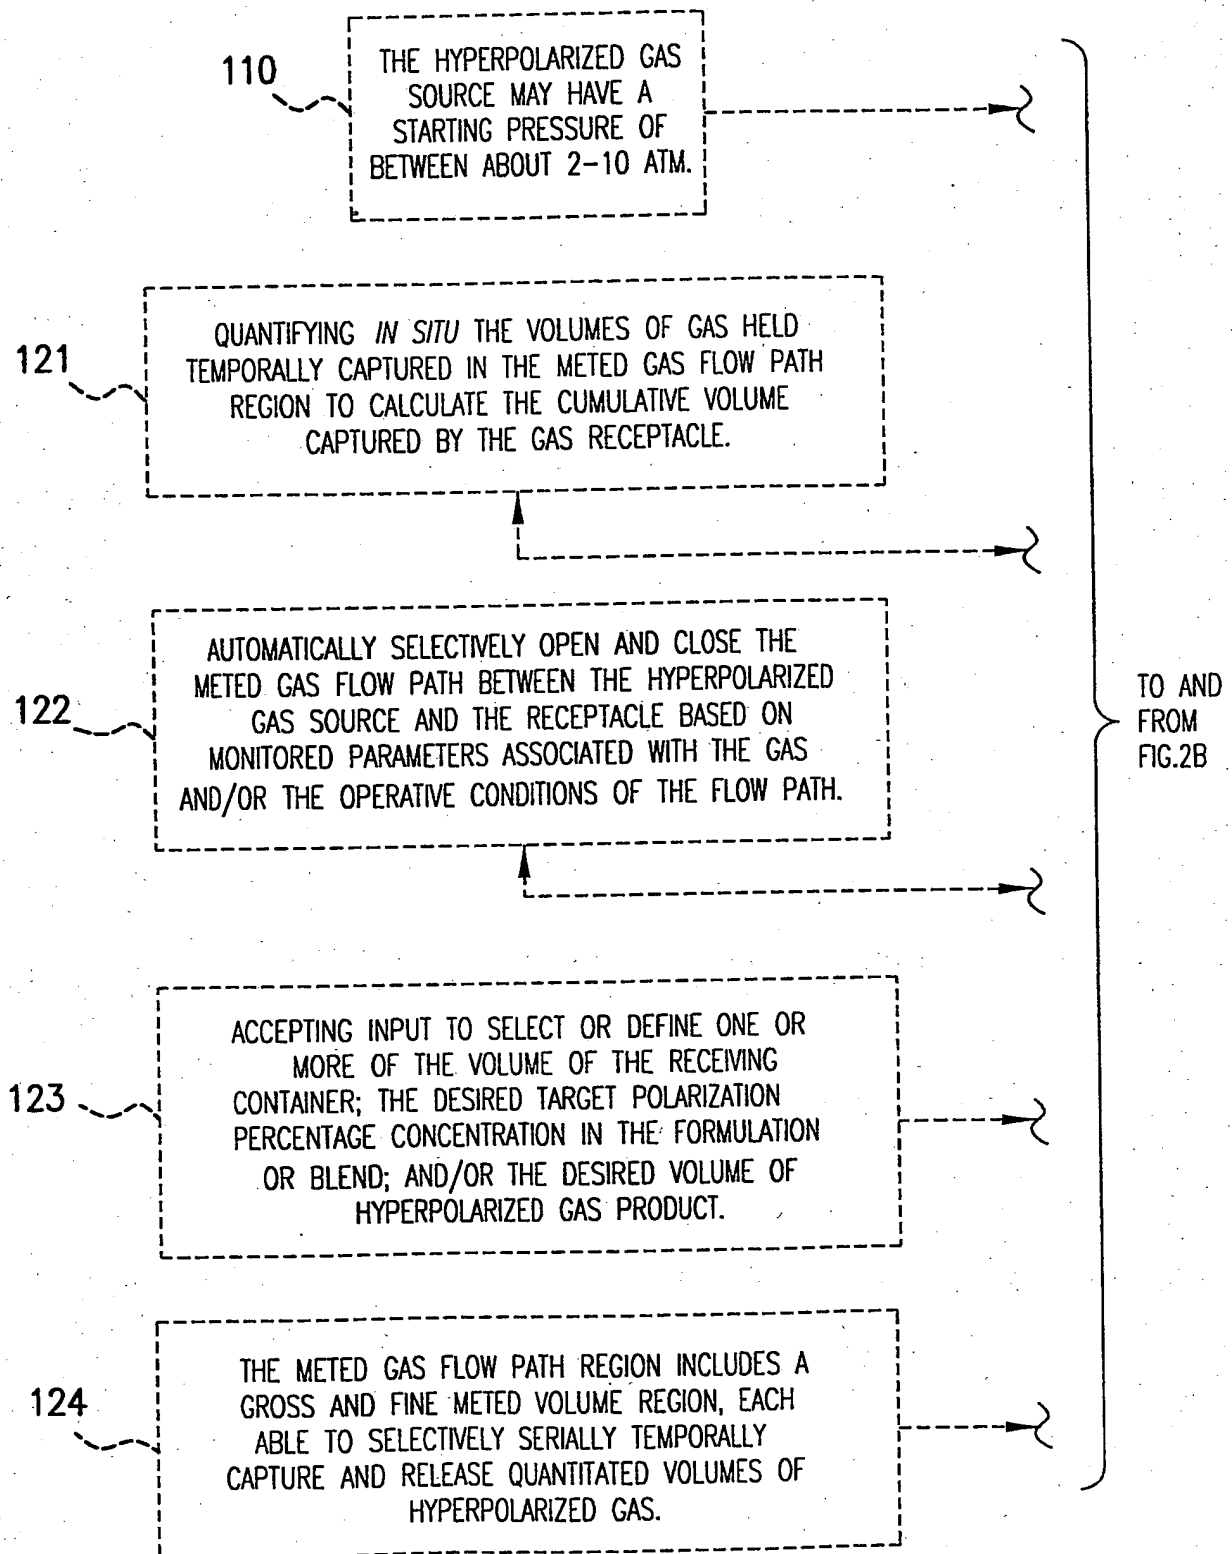 110
THE HYPERPOLARIZED GAS
SOURCE MAY HAVE A
STARTING PRESSURE OF
BETWEEN ABOUT 2-10 ATM.
121
QUANTIFYING IN SITU THE VOLUMES OF GAS HELD
TEMPORALLY CAPTURED IN THE METED GAS FLOW PATH
REGION TO CALCULATE THE CUMULATIVE VOLUME
CAPTURED BY THE GAS RECEPTACLE.
122
AUTOMATICALLY SELECTIVELY OPEN AND CLOSE THE
METED GAS FLOW PATH BETWEEN THE HYPERPOLARIZED
GAS SOURCE AND THE RECEPTACLE BASED ON
MONITORED PARAMETERS ASSOCIATED WITH THE GAS
AND/OR THE OPERATIVE CONDITIONS OF THE FLOW PATH.
TO AND
FROM
FIG.2B
123
ACCEPTING INPUT TO SELECT OR DEFINE ONE OR
MORE OF THE VOLUME OF THE RECEIVING
CONTAINER; THE DESIRED TARGET POLARIZATION
PERCENTAGE CONCENTRATION IN THE FORMULATION
OR BLEND; AND/OR THE DESIRED VOLUME OF
HYPERPOLARIZED GAS PRODUCT.
124
THE METED GAS FLOW PATH REGION INCLUDES A
GROSS AND FINE METED VOLUME REGION, EACH
ABLE TO SELECTIVELY SERIALLY TEMPORALLY
CAPTURE AND RELEASE QUANTITATED VOLUMES OF
HYPERPOLARIZED GAS.